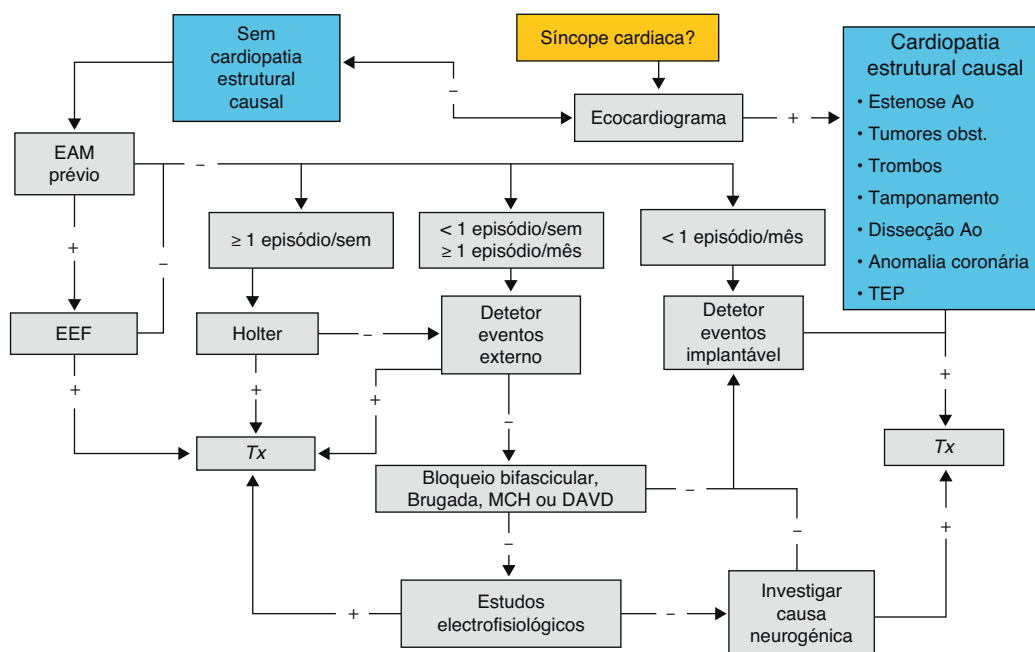 Síncope cardiaca?
Sem
cardiopatia
estrutural
causal
–
Ecocardiograma
+
Cardiopatia
estrutural causal
• Estenose Ao
• Tumores obst.
• Trombos
• Tamponamento
• Dissecção Ao
• Anomalia coronária
• TEP
EAM
prévio
–
≥ 1 episódio/sem
< 1 episódio/sem
≥ 1 episódio/mês
< 1 episódio/mês
+
–
EEF
Holter
–
Detetor
eventos
externo
Detetor
eventos
implantável
+
+
+
–
+
Tx
Tx
Bloqueio bifascicular,
Brugada, MCH ou DAVD
–
–
–
+
Estudos
electrofisiológicos
+
–
Investigar
causa
neurogénica